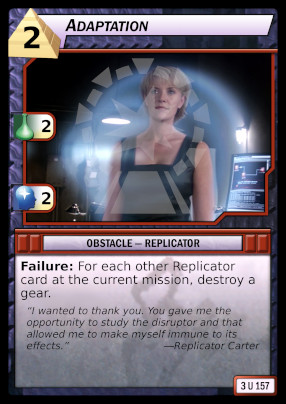 2
ADAPTATION
2
2
OBSTACLE – REPLICATOR
Failure: For each other Replicator
card at the current mission, destroy a
gear.
"I wanted to thank you. You gave me the
opportunity to study the disruptor and that
allowed me to make myself immune to its
effects." —Replicator Carter
3 U 157